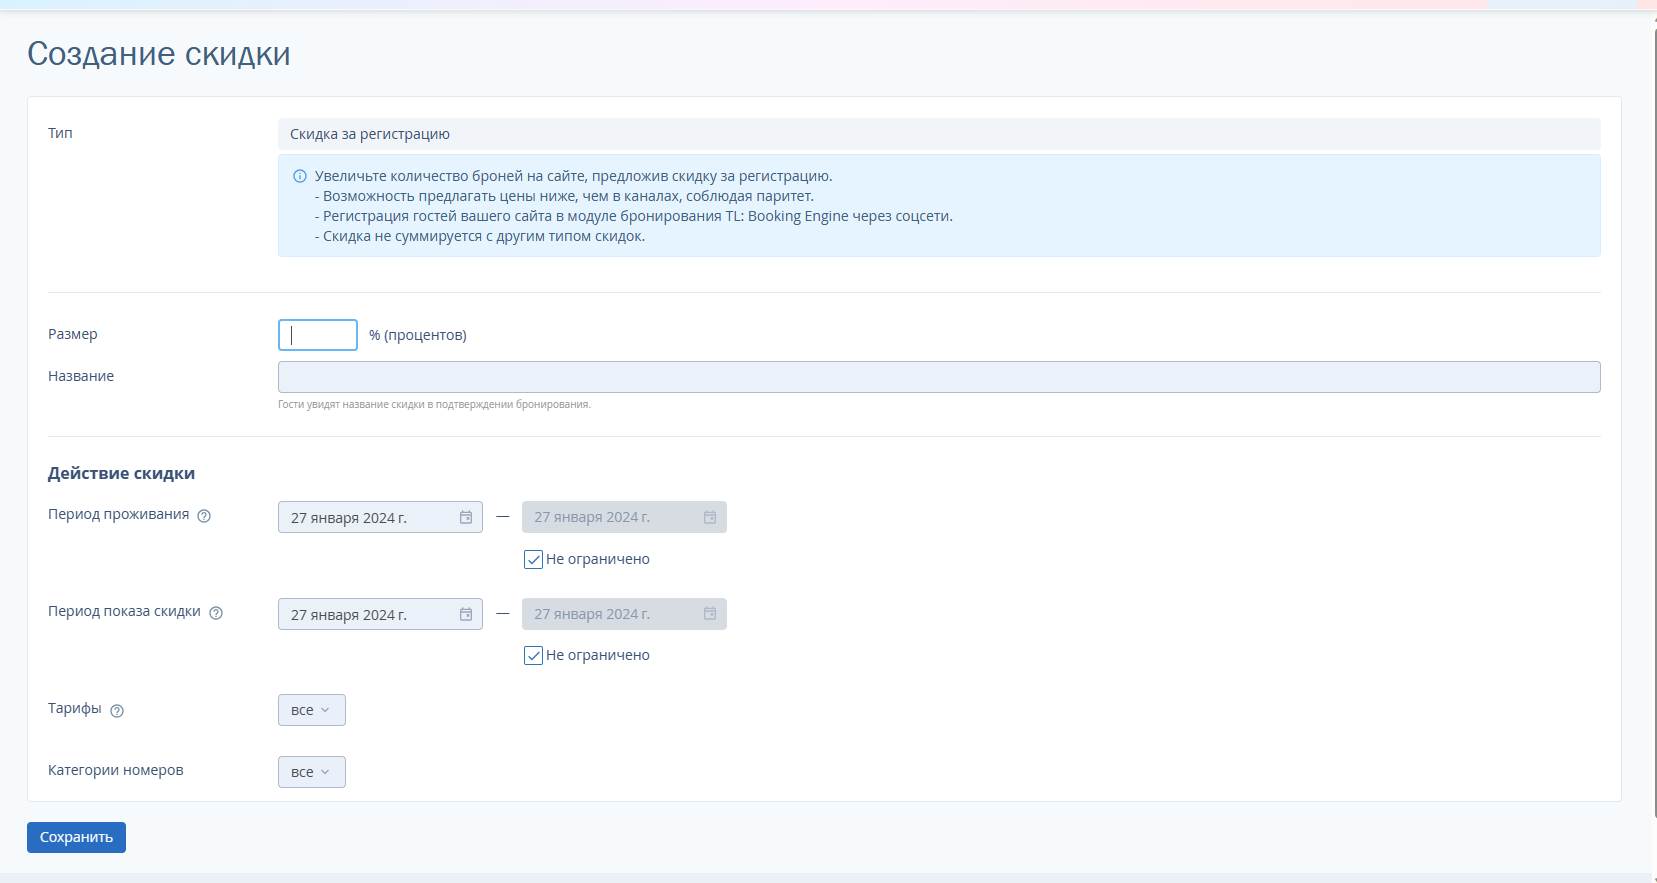 Создание скидки
Тип
Скидка за регистрацию
Увеличьте количество броней на сайте, предложив скидку за регистрацию.
- Возможность предлагать цены ниже, чем в каналах, соблюдая паритет.
- Регистрация гостей вашего сайта в модуле бронирования TL: Booking Engine через соцсети.
- Скидка не суммируется с другим типом скидок.
Размер
% (процентов)
Название
Гости увидят название скидки в подтверждении бронирования.
Действие скидки
Период проживания ?
27 января 2024 г. — 27 января 2024 г.
Не ограничено
Период показа скидки ?
27 января 2024 г. — 27 января 2024 г.
Не ограничено
Тарифы ?
все
Категории номеров
все
Сохранить